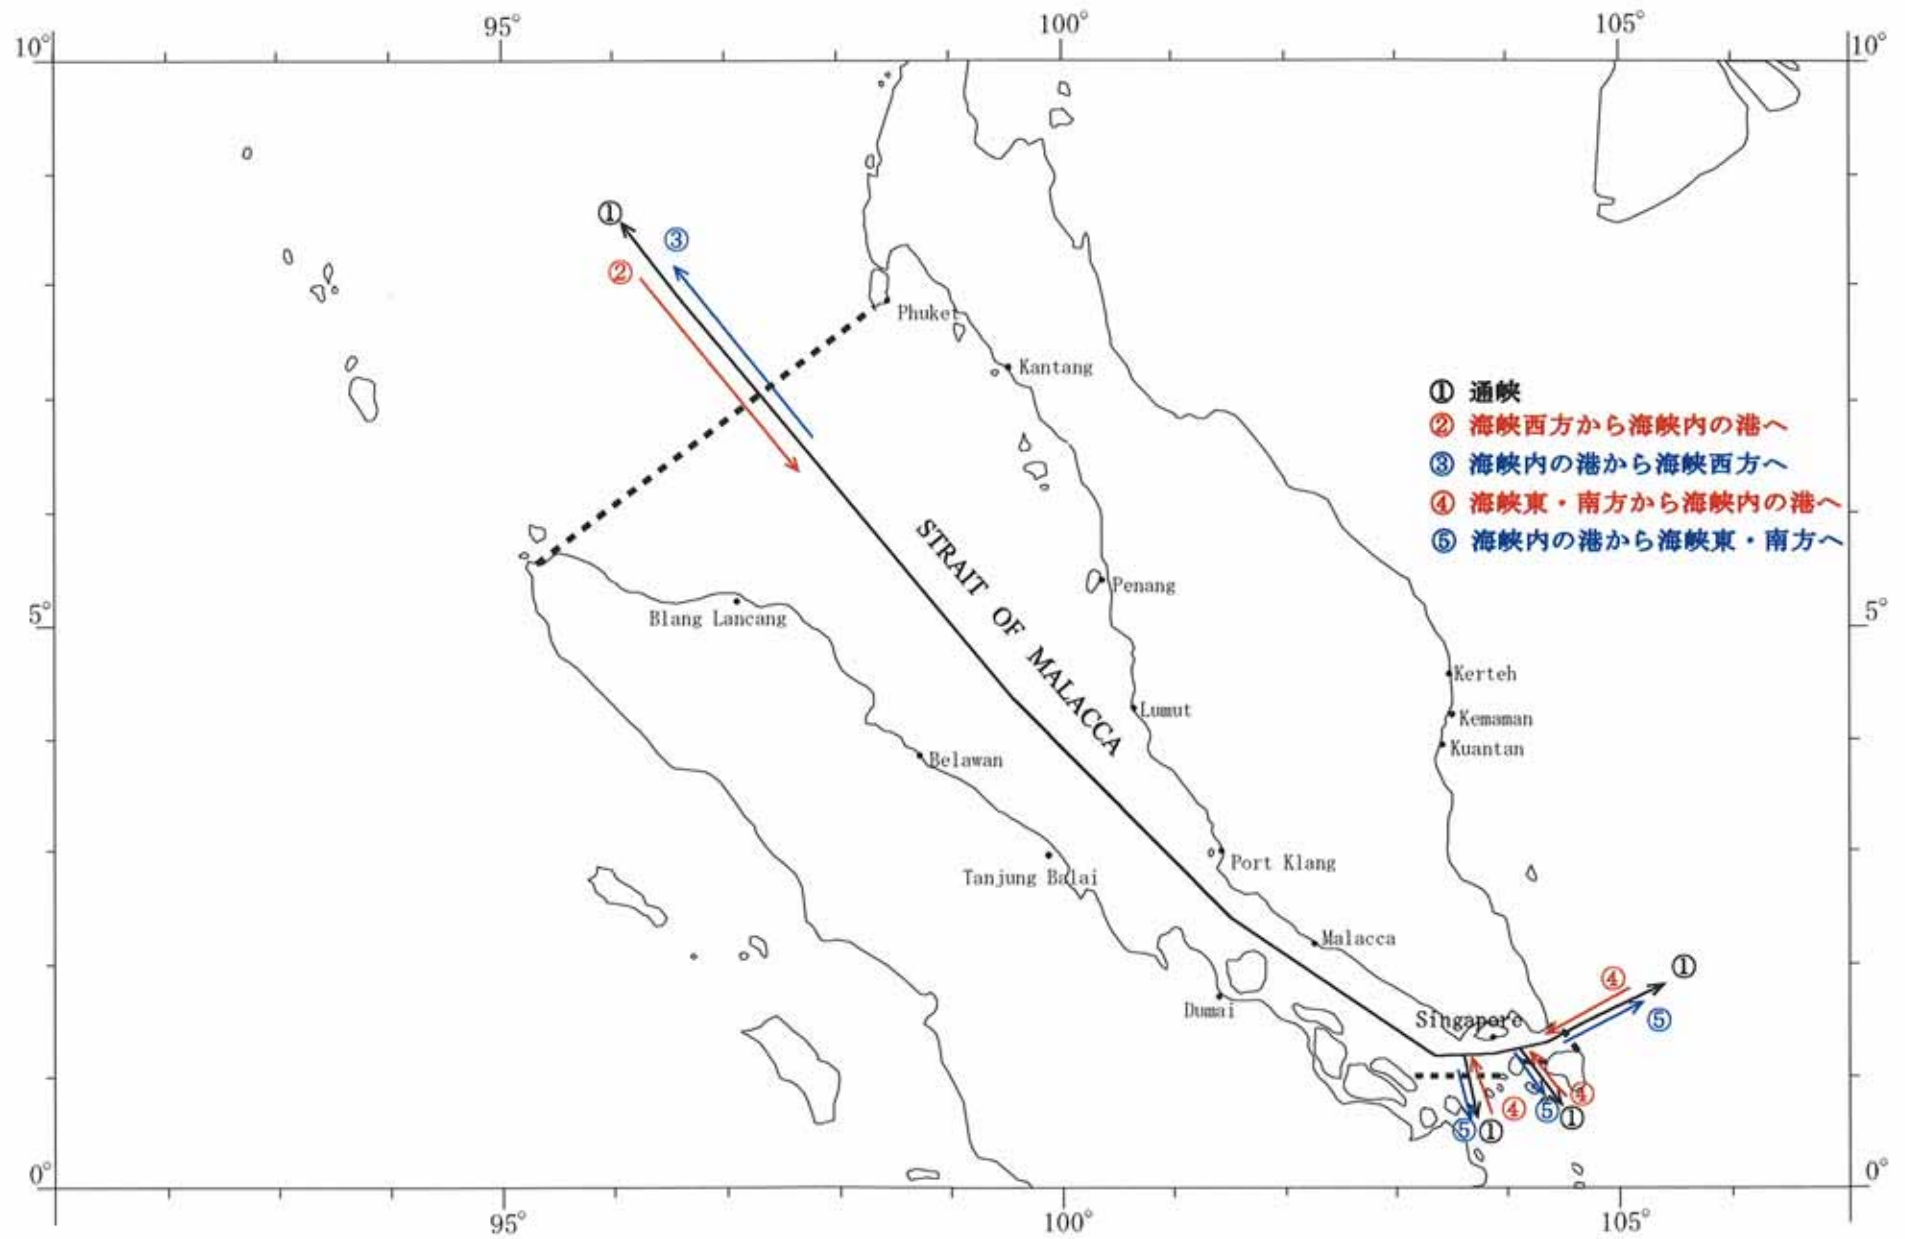 95° 100° 105°
10° 10°
①
③
②
Phuket
Kantang
① 通峡
② 海峡西方から海峡内の港へ
③ 海峡内の港から海峡西方へ
④ 海峡東・南方から海峡内の港へ
⑤ 海峡内の港から海峡東・南方へ
STRAIT OF MALACCA
Penang
5° 5°
Blang Lancang
Kerteh
Lumut
Kemaman
Kuantan
Belawan
Port Klang
Tanjung Balai
Malacca
①
④
Dumai
Singapore
⑤
④
④
⑤
①
⑤
①
0° 0°
95° 100° 105°